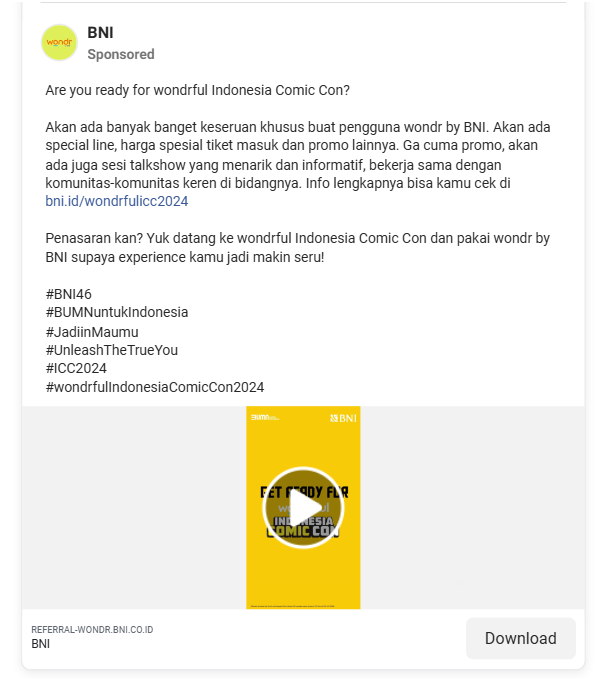 wondr
BNI
Sponsored
Are you ready for wondrful Indonesia Comic Con?
Akan ada banyak banget keseruan khusus buat pengguna wondr by BNI. Akan ada
special line, harga spesial tiket masuk dan promo lainnya. Ga cuma promo, akan
ada juga sesi talkshow yang menarik dan informatif, bekerja sama dengan
komunitas-komunitas keren di bidangnya. Info lengkapnya bisa kamu cek di
bni.id/wondrfulicc2024
Penasaran kan? Yuk datang ke wondrful Indonesia Comic Con dan pakai wondr by
BNI supaya experience kamu jadi makin seru!
#BNI46
#BUMNuntukIndonesia
#JadiinMaumu
#UnleashTheTrueYou
#ICC2024
#wondrfulIndonesiaComicCon2024
BUMN
BNI
GET READY FOR
wondrful
INDONESIA
COMIC CON
REFERRAL-WONDR.BNI.CO.ID
BNI
Download